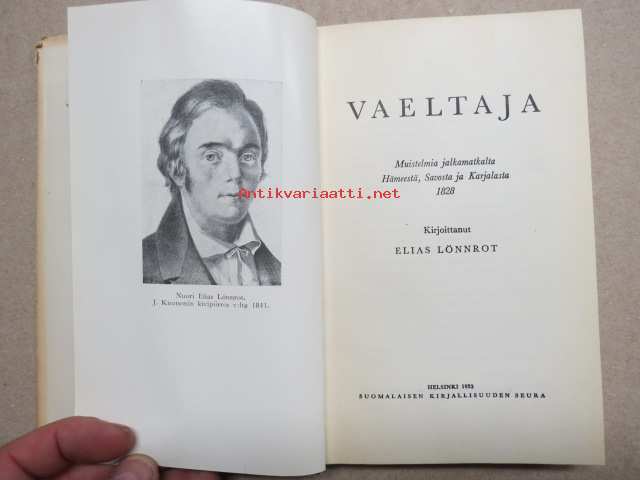 Antikvariaatti.net
Nuori Elias Lönnrot.
J. Knutsonin kivipiirros v:lta 1841.
VAELTAJA
Muistelmia jalkamatkalta
Hämeestä, Savosta ja Karjalasta
1828
Kirjoittanut
ELIAS LÖNNROT
HELSINKI 1953
SUOMALAISEN KIRJALLISUUDEN SEURA